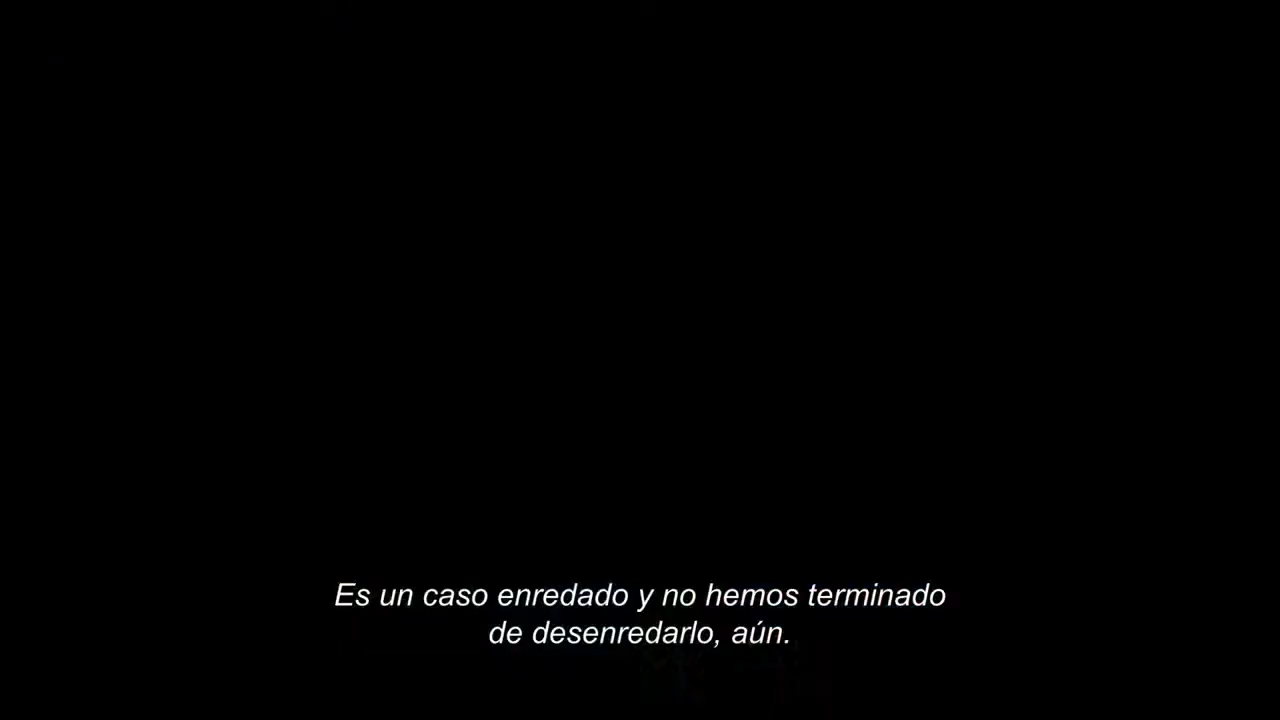 Es un caso enredado y no hemos terminado
de desenredarlo, aún.